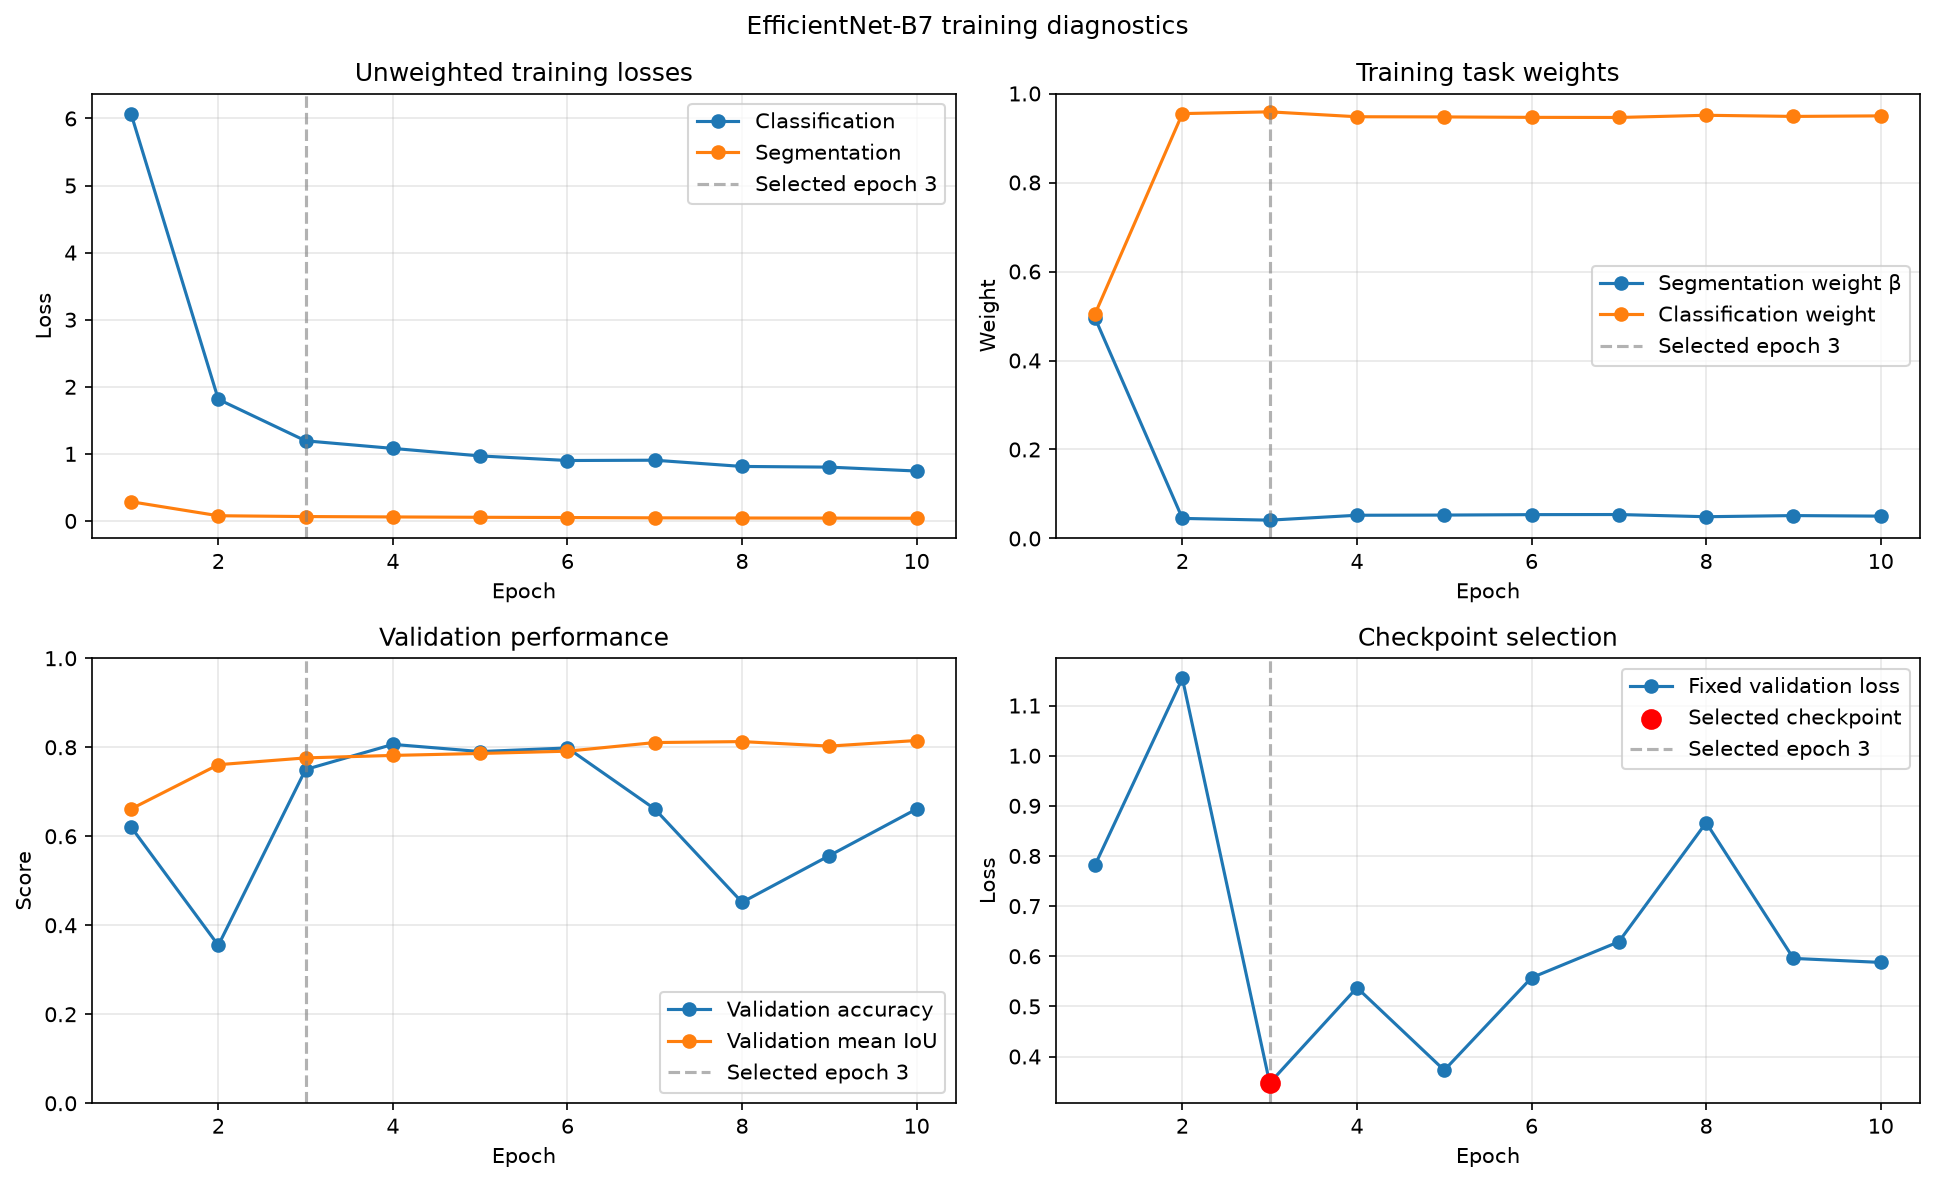 EfficientNet-B7 training diagnostics
Unweighted training losses
Loss
6
5
4
3
2
1
0
Classification
Segmentation
Selected epoch 3
2
4
6
8
10
Epoch
Training task weights
Weight
1.0
0.8
0.6
0.4
0.2
0.0
Segmentation weight β
Classification weight
Selected epoch 3
2
4
6
8
10
Epoch
Validation performance
Score
1.0
0.8
0.6
0.4
0.2
0.0
Validation accuracy
Validation mean IoU
Selected epoch 3
2
4
6
8
10
Epoch
Checkpoint selection
Loss
1.1
1.0
0.9
0.8
0.7
0.6
0.5
0.4
Fixed validation loss
Selected checkpoint
Selected epoch 3
2
4
6
8
10
Epoch